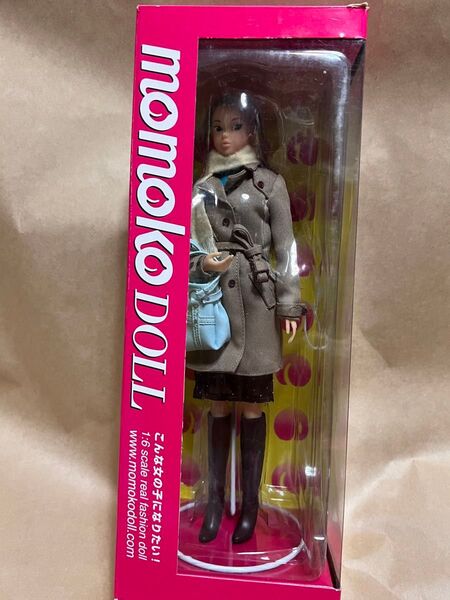 momoko DOLL
こんな女の子になりたい!
1:6 scale real fashion doll
www.momokodoll.com